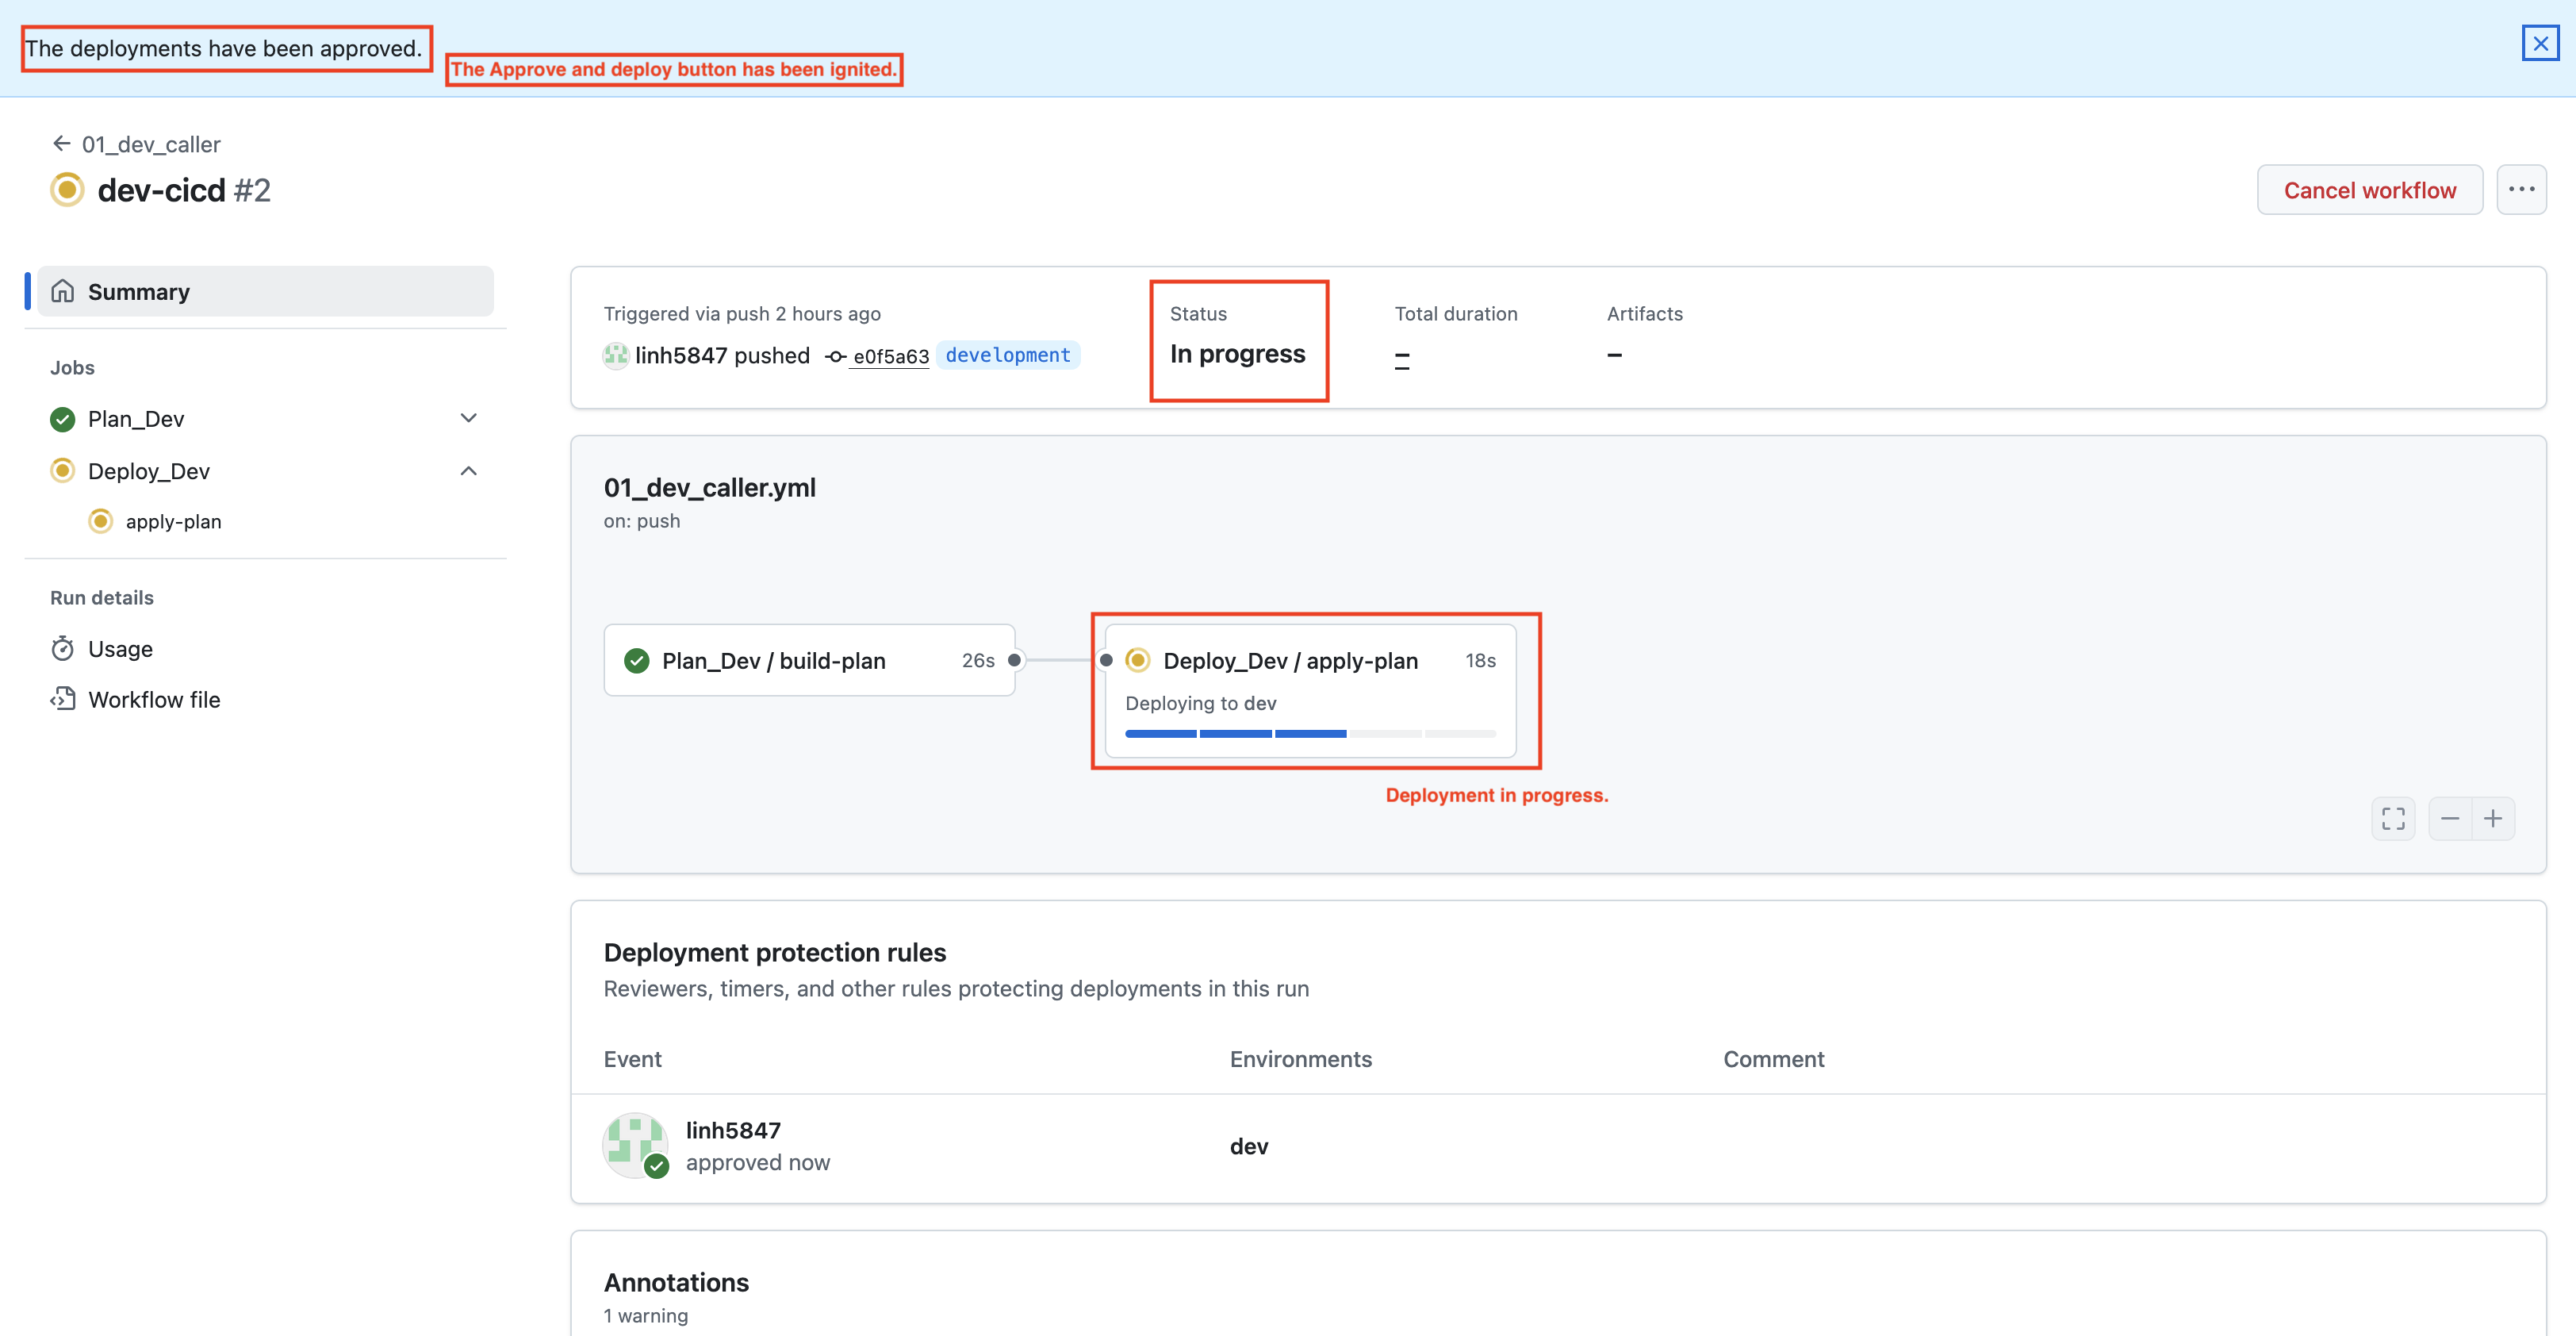 The deployments have been approved.
The Approve and deploy button has been ignited.
01_dev_caller
dev-cicd #2
Cancel workflow
Summary
Triggered via push 2 hours ago
Status
Total duration
Artifacts
linh5847 pushed e0f5a63 development
In progress
–
–
Jobs
Plan_Dev
Deploy_Dev
apply-plan
Run details
Usage
Workflow file
01_dev_caller.yml
on: push
Plan_Dev / build-plan 26s
Deploy_Dev / apply-plan 18s
Deploying to dev
Deployment in progress.
Deployment protection rules
Reviewers, timers, and other rules protecting deployments in this run
Event Environments Comment
linh5847
approved now
dev
Annotations
1 warning